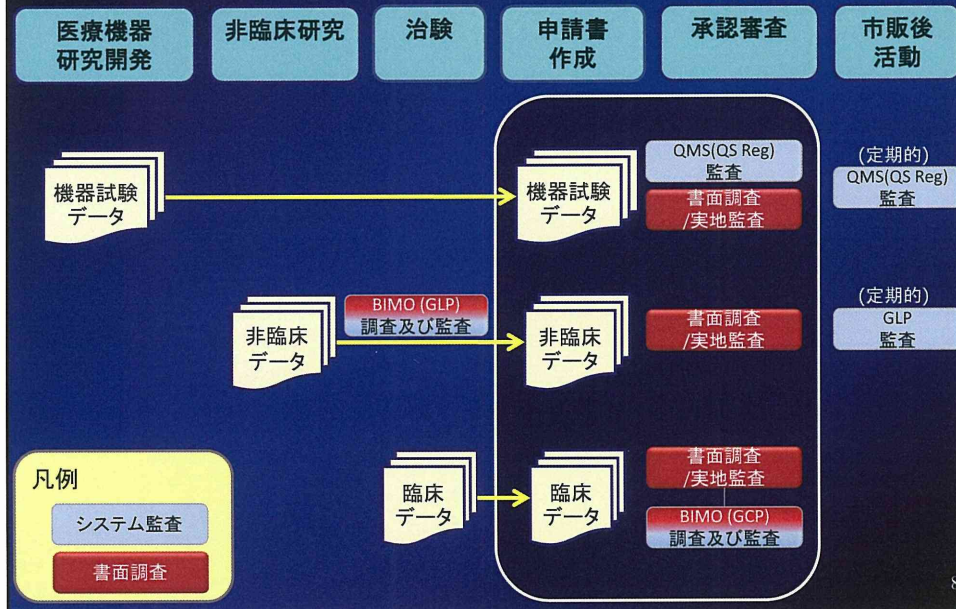 医療機器
研究開発
非臨床研究
治験
申請書
作成
承認審査
市販後
活動
機器試験
データ
機器試験
データ
QMS(QS Reg)
監査
書面調査
/実地監査
(定期的)
QMS(QS Reg)
監査
非臨床
データ
BIMO (GLP)
調査及び監査
非臨床
データ
書面調査
/実地監査
(定期的)
GLP
監査
臨床
データ
臨床
データ
書面調査
/実地監査
BIMO (GCP)
調査及び監査
凡例
システム監査
書面調査
8